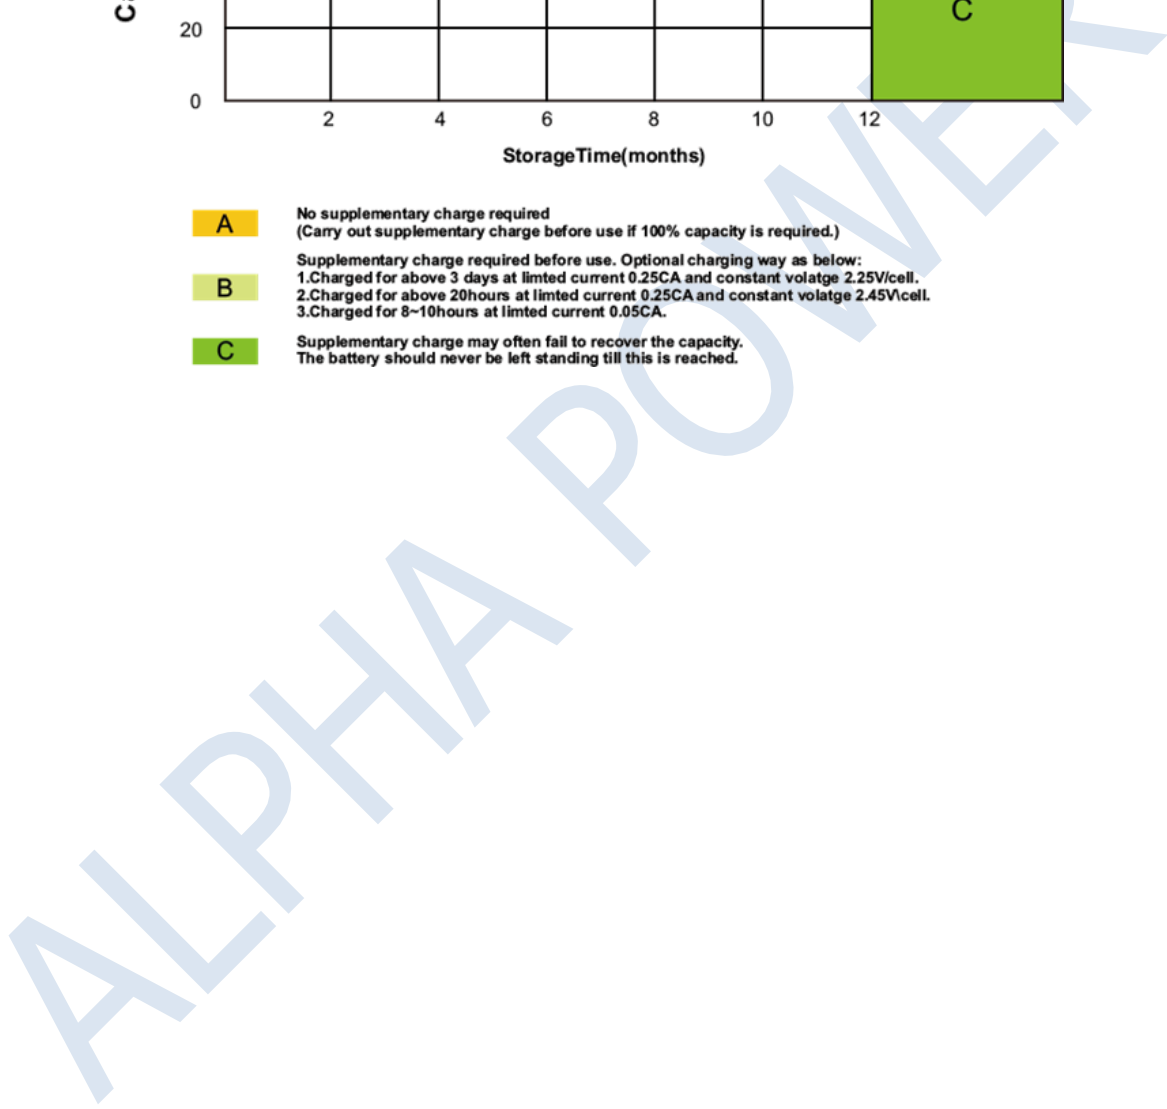 C
20
0
2 4 6 8 10 12
StorageTime(months)
A
No supplementary charge required
(Carry out supplementary charge before use if 100% capacity is required.)
B
Supplementary charge required before use. Optional charging way as below:
1.Charged for above 3 days at limted current 0.25CA and constant volatge 2.25V/cell.
2.Charged for above 20hours at limted current 0.25CA and constant volatge 2.45V\cell.
3.Charged for 8~10hours at limted current 0.05CA.
C
Supplementary charge may often fail to recover the capacity.
The battery should never be left standing till this is reached.
ALPHA POWER